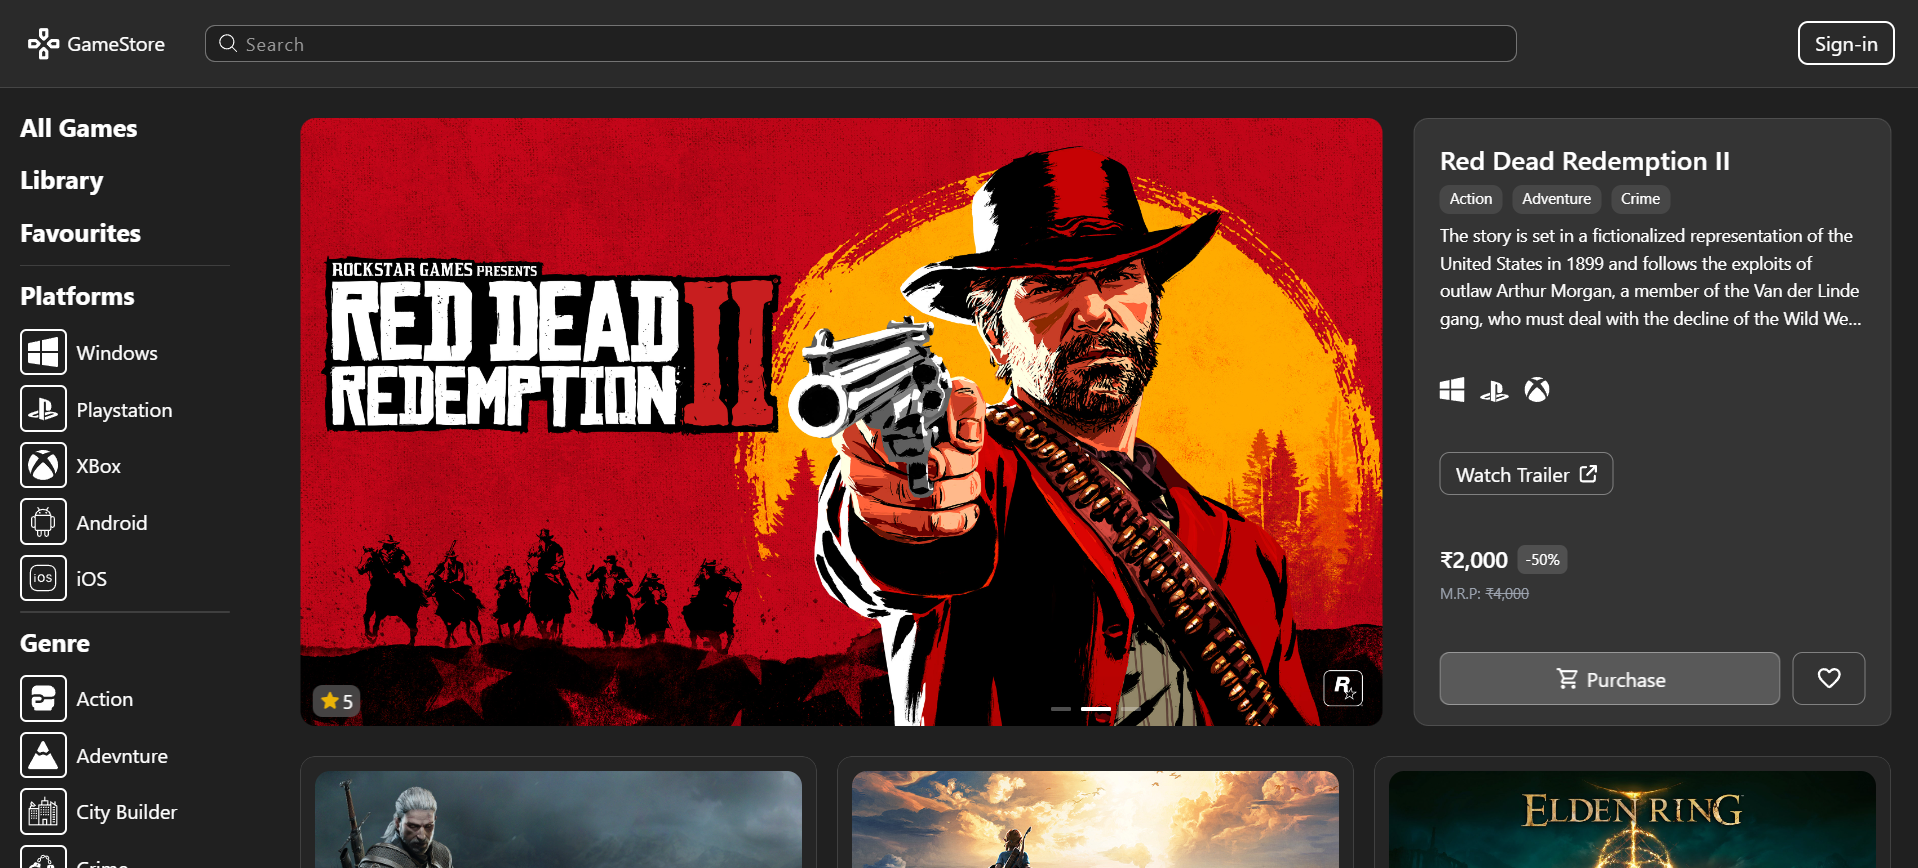 GameStore
Search
Sign-in
All Games
Library
Favourites
Platforms
Windows
Playstation
XBox
Android
iOS
iOS
Genre
Action
Adevnture
City Builder
Crime
ROCKSTAR GAMES PRESENTS
RED DEAD
REDEMPTION II
5
R
Red Dead Redemption II
Action Adventure Crime
The story is set in a fictionalized representation of the
United States in 1899 and follows the exploits of
outlaw Arthur Morgan, a member of the Van der Linde
gang, who must deal with the decline of the Wild We...
Watch Trailer
₹2,000 -50%
M.R.P: ₹4,000
Purchase
ELDEN RING